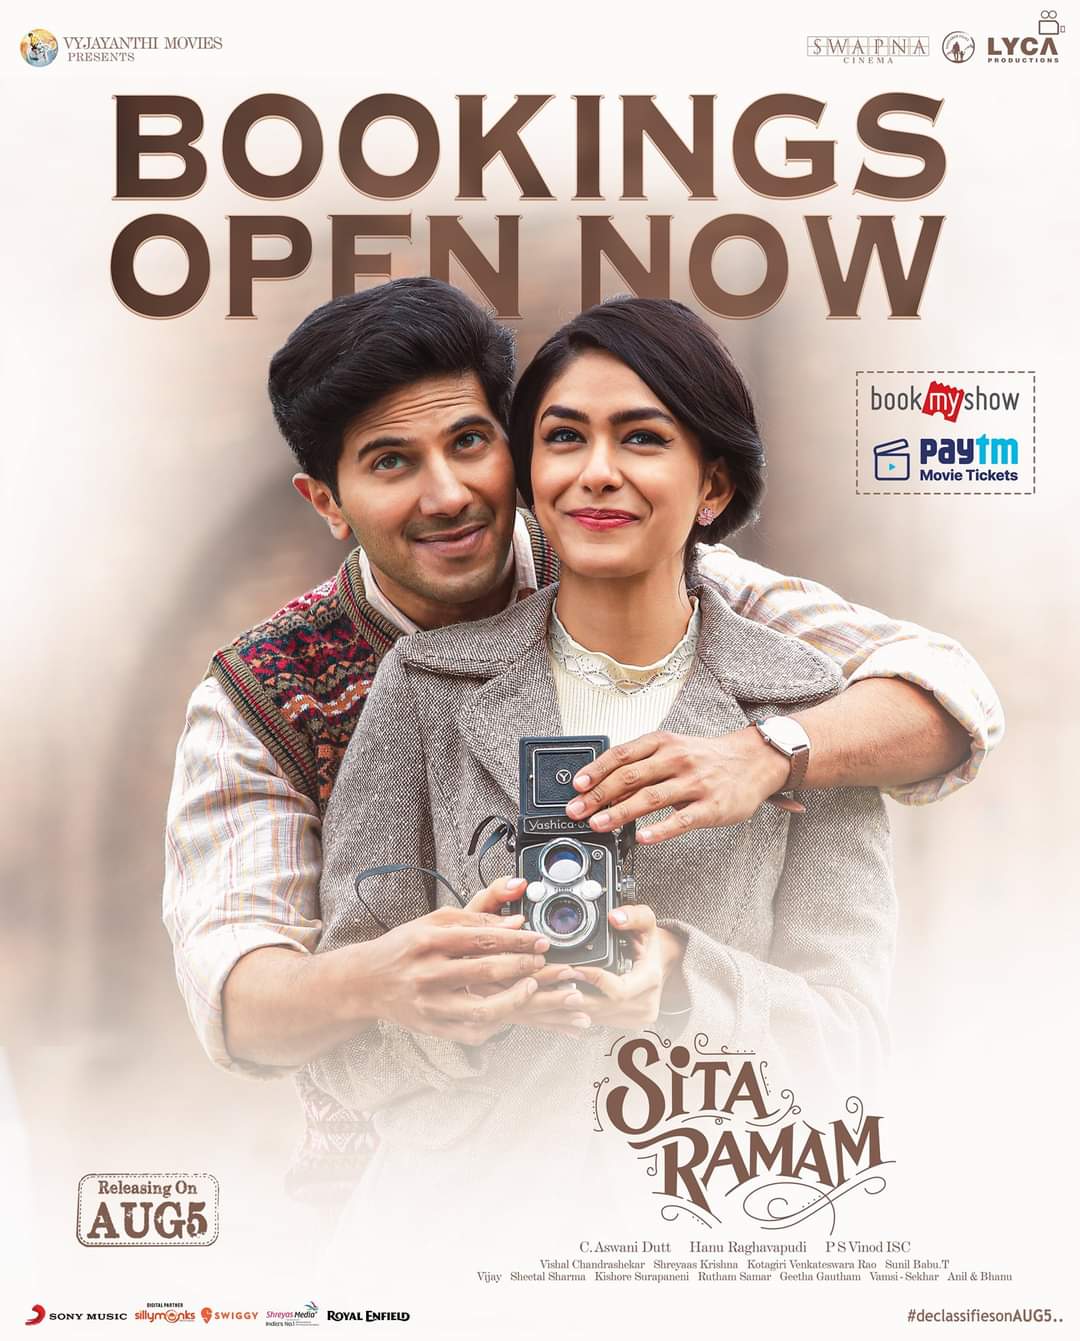 VYJAYANTHI MOVIES
PRESENTS
SWAPNA
CINEMA
LYCA
PRODUCTIONS
BOOKINGS
OPEN NOW
bookmyshow
paytm
Movie Tickets
Yashica
SITA
RAMAM
Releasing On
AUG5
C. Aswani Dutt Hanu Raghavapudi P S Vinod ISC
Vishal Chandrashekar Shreyaas Krishna Kotagiri Venkateswara Rao Sunil Babu.T
Vijay Sheetal Sharma Kishore Surapaneni Rutham Samar Geetha Gautham Vamsi - Sekhar Anil & Bhanu
SONY MUSIC
DIGITAL PARTNER
sillymonks
SWIGGY
Shreyas Media
India's No.1
ROYAL ENFIELD
#declassifiesonAUG5..